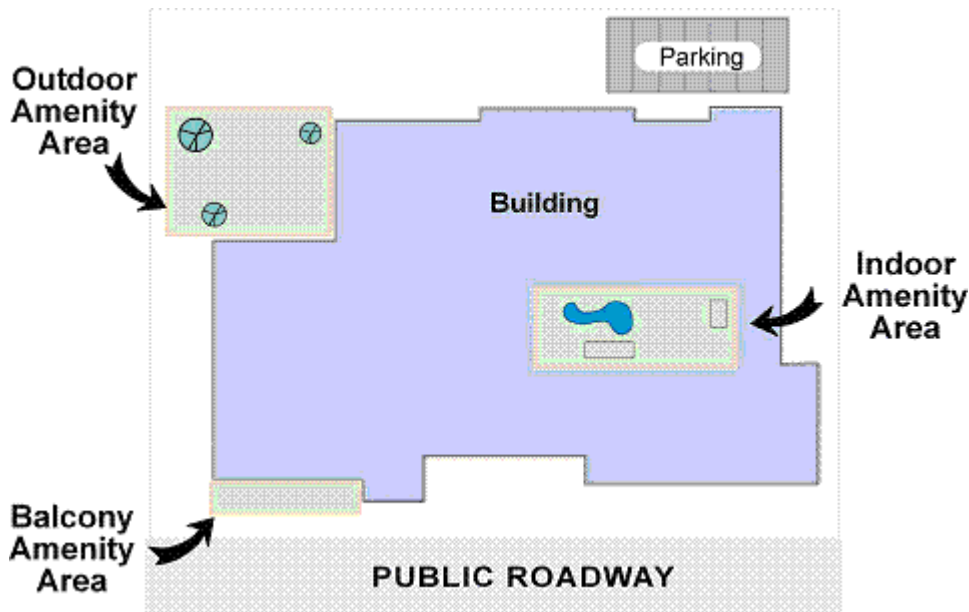 Parking
Outdoor
Amenity
Area
Building
Indoor
Amenity
Area
Balcony
Amenity
Area
PUBLIC ROADWAY